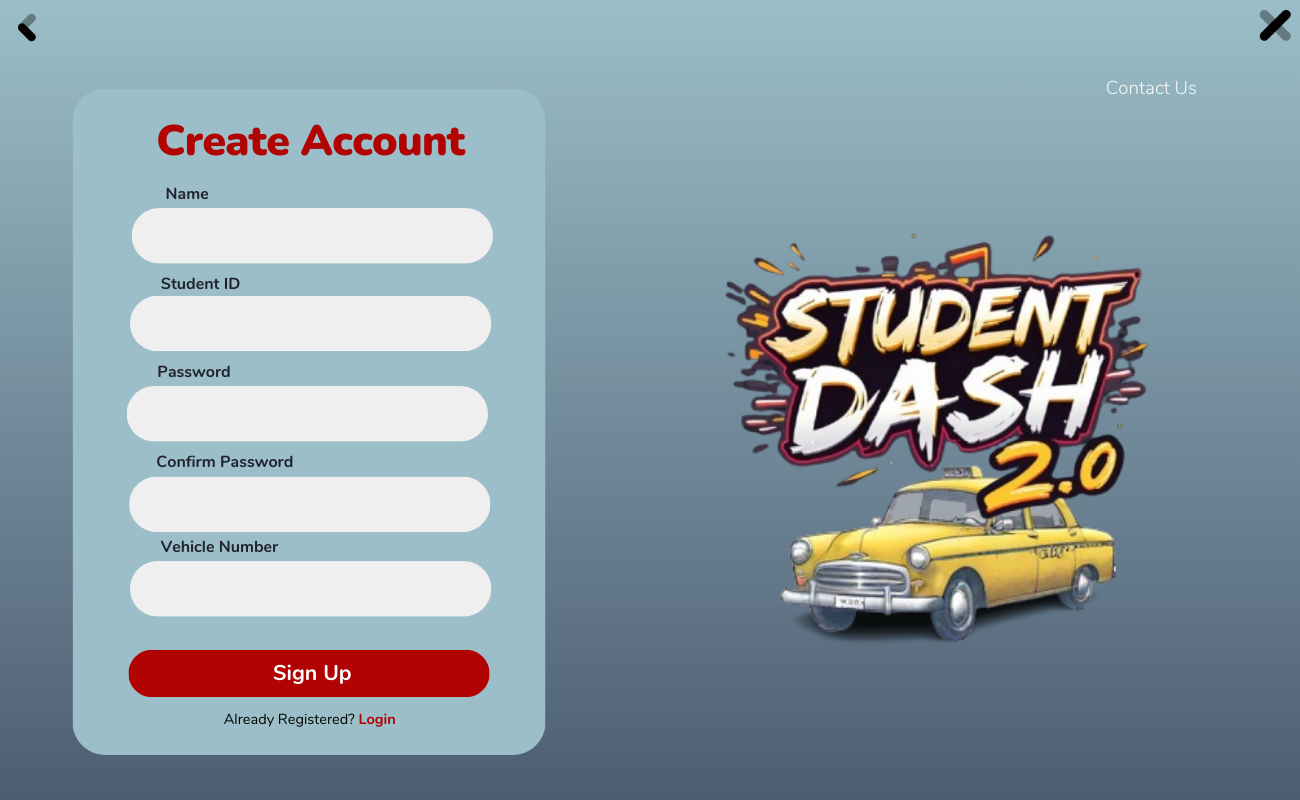 Contact Us
Create Account
Name
Student ID
Password
Confirm Password
Vehicle Number
Sign Up
Already Registered? Login
STUDENT
DASH
2.0